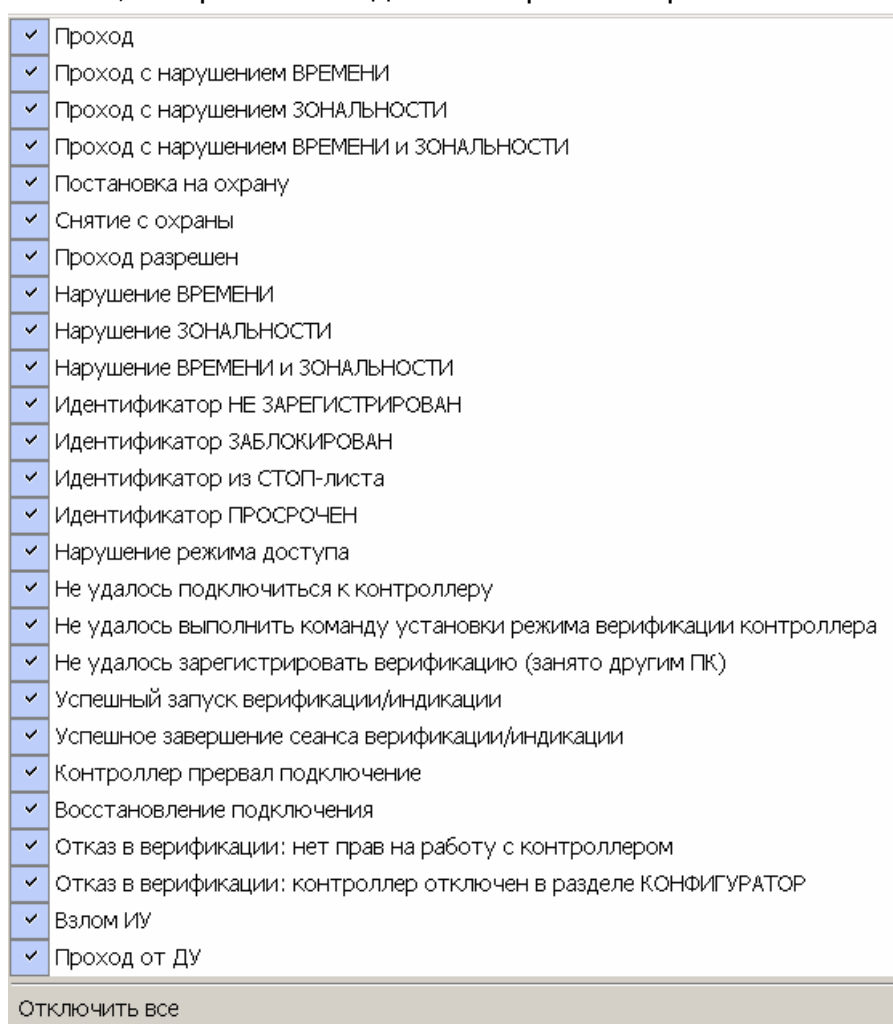 Проход
Проход с нарушением ВРЕМЕНИ
Проход с нарушением ЗОНАЛЬНОСТИ
Проход с нарушением ВРЕМЕНИ и ЗОНАЛЬНОСТИ
Постановка на охрану
Снятие с охраны
Проход разрешен
Нарушение ВРЕМЕНИ
Нарушение ЗОНАЛЬНОСТИ
Нарушение ВРЕМЕНИ и ЗОНАЛЬНОСТИ
Идентификатор НЕ ЗАРЕГИСТРИРОВАН
Идентификатор ЗАБЛОКИРОВАН
Идентификатор из СТОП-листа
Идентификатор ПРОСРОЧЕН
Нарушение режима доступа
Не удалось подключиться к контроллеру
Не удалось выполнить команду установки режима верификации контроллера
Не удалось зарегистрировать верификацию (занято другим ПК)
Успешный запуск верификации/индикации
Успешное завершение сеанса верификации/индикации
Контроллер прервал подключение
Восстановление подключения
Отказ в верификации: нет прав на работу с контроллером
Отказ в верификации: контроллер отключен в разделе КОНФИГУРАТОР
Взлом ИУ
Проход от ДУ
Отключить все